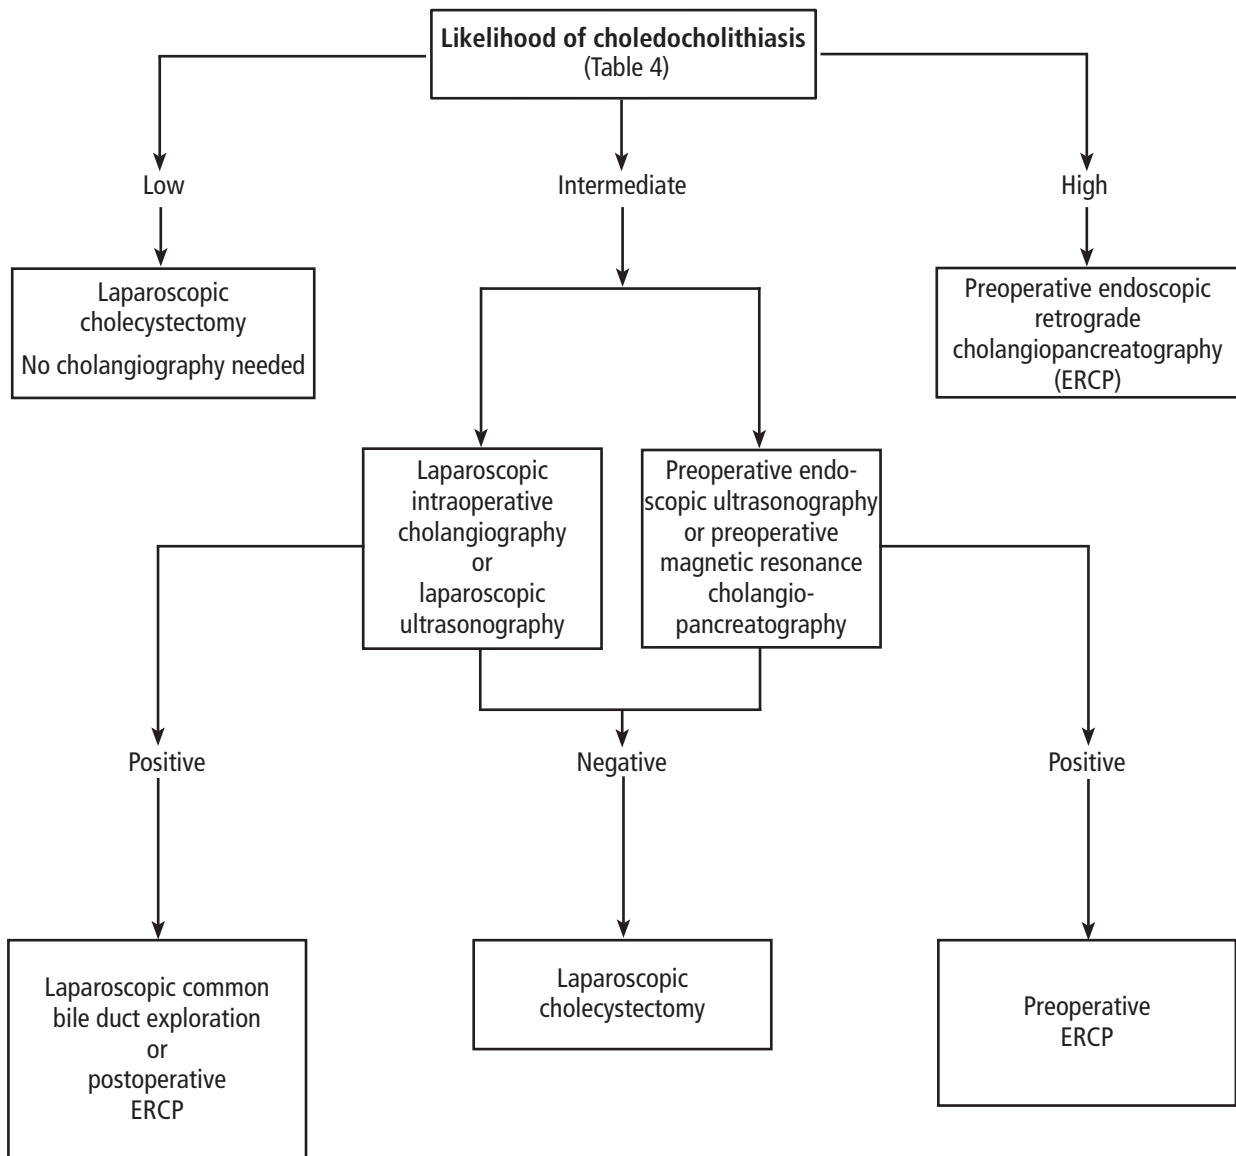 Likelihood of choledocholithiasis
(Table 4)
Low
Intermediate
High
Laparoscopic
cholecystectomy
No cholangiography needed
Preoperative endoscopic
retrograde
cholangiopancreatography
(ERCP)
Laparoscopic
intraoperative
cholangiography
or
laparoscopic
ultrasonography
Preoperative endo-
scopic ultrasonography
or preoperative
magnetic resonance
cholangio-
pancreatography
Positive
Negative
Positive
Laparoscopic common
bile duct exploration
or
postoperative
ERCP
Laparoscopic
cholecystectomy
Preoperative
ERCP